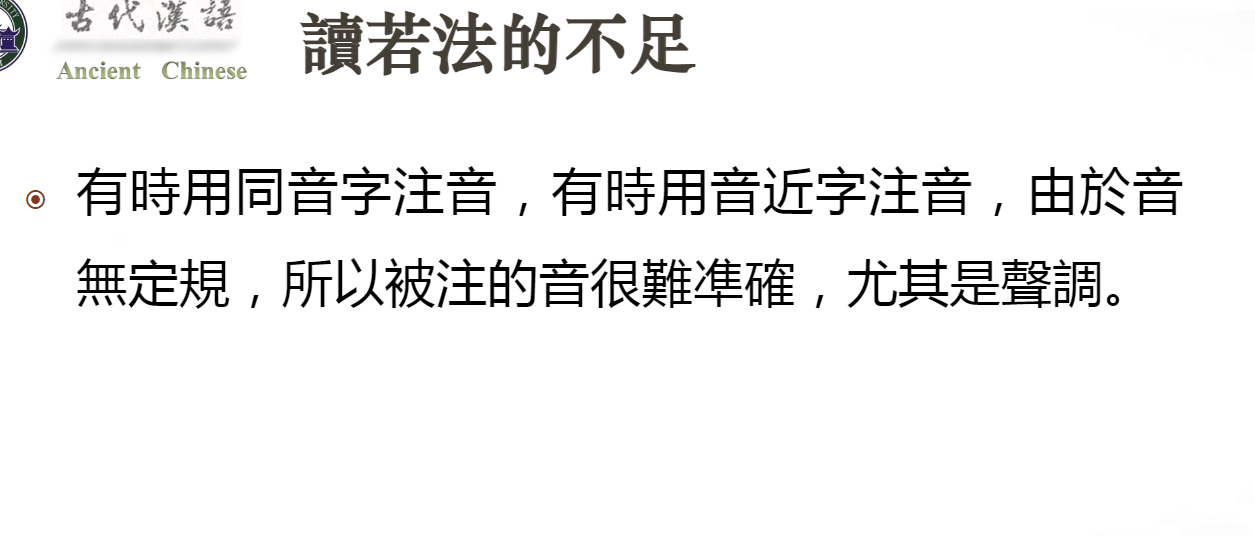 古代漢語
Ancient Chinese
讀若法的不足
有時用同音字注音，有時用音近字注音，由於音
無定規，所以被注的音很難準確，尤其是聲調。